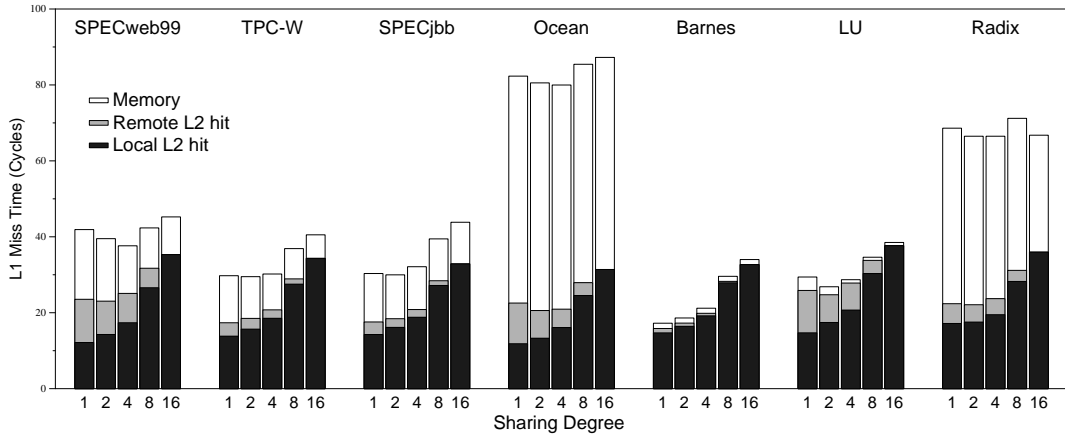 100
80
60
40
20
0
L1 Miss Time (Cycles)
SPECweb99 TPC-W SPECjbb Ocean Barnes LU Radix
Memory
Remote L2 hit
Local L2 hit
1 2 4 8 16 1 2 4 8 16 1 2 4 8 16 1 2 4 8 16 1 2 4 8 16 1 2 4 8 16 1 2 4 8 16
Sharing Degree